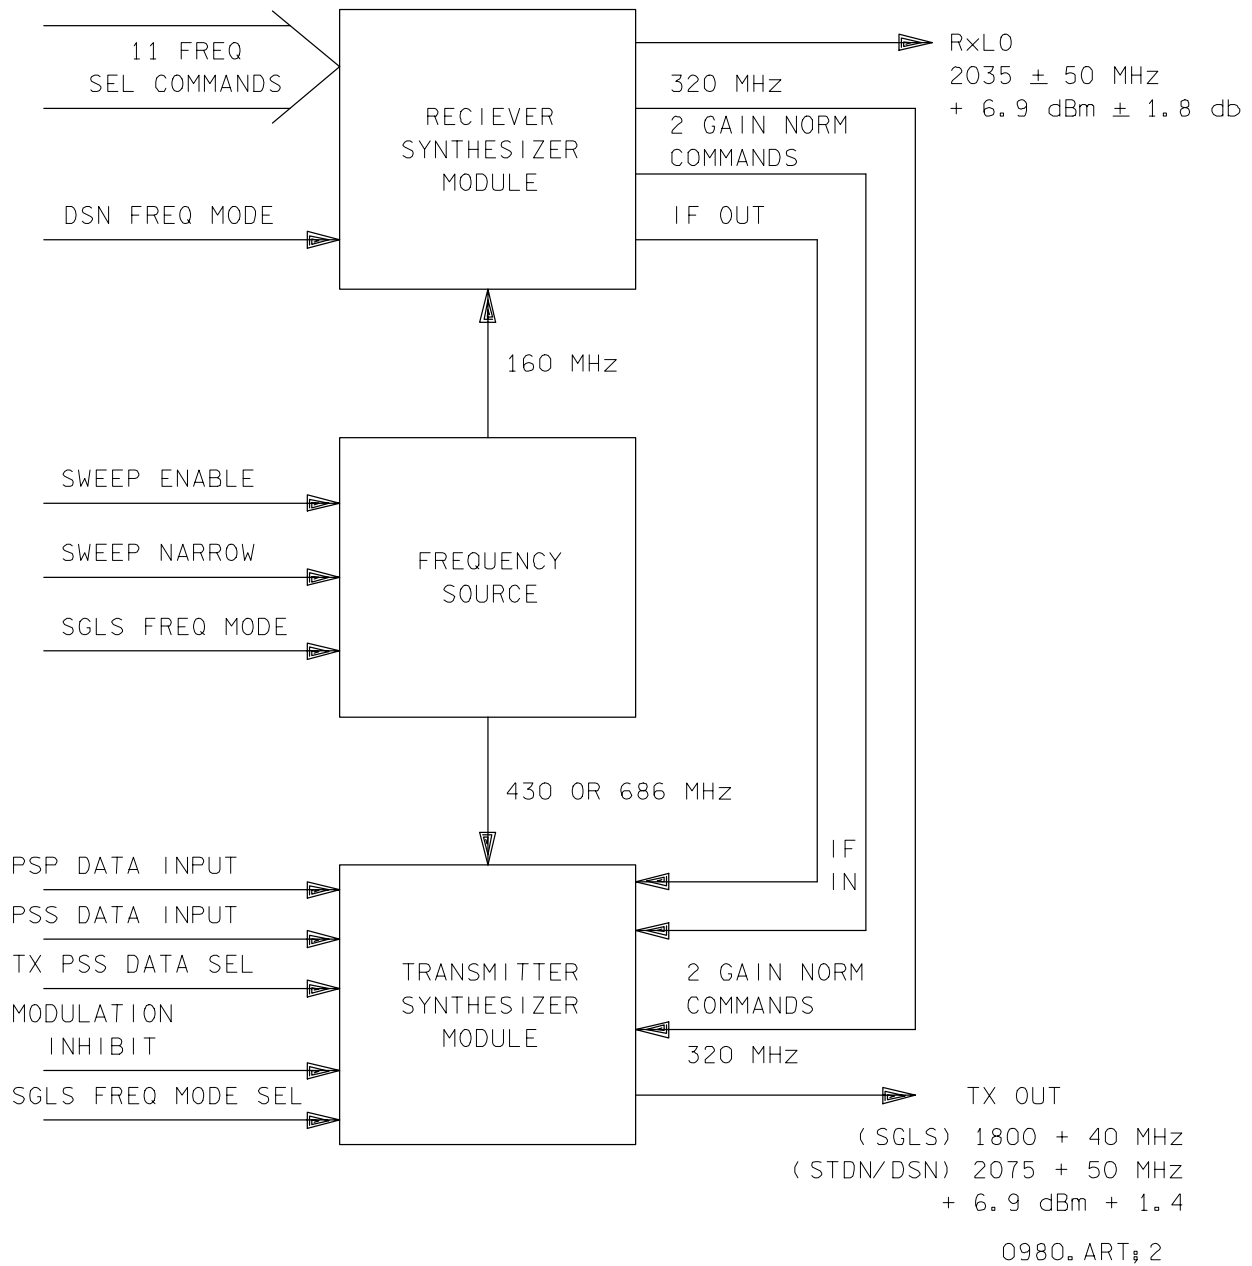 11 FREQ
SEL COMMANDS
RECIEVER
SYNTHESIZER
MODULE
DSN FREQ MODE
RxLO
2035 ± 50 MHz
+ 6.9 dBm ± 1.8 db
320 MHz
2 GAIN NORM
COMMANDS
IF OUT
160 MHz
SWEEP ENABLE
SWEEP NARROW
SGLS FREQ MODE
FREQUENCY
SOURCE
430 OR 686 MHz
PSP DATA INPUT
PSS DATA INPUT
TX PSS DATA SEL
MODULATION
INHIBIT
SGLS FREQ MODE SEL
TRANSMITTER
SYNTHESIZER
MODULE
IF
IN
2 GAIN NORM
COMMANDS
320 MHz
TX OUT
(SGLS) 1800 + 40 MHz
(STDN/DSN) 2075 + 50 MHz
+ 6.9 dBm + 1.4
0980.ART;2